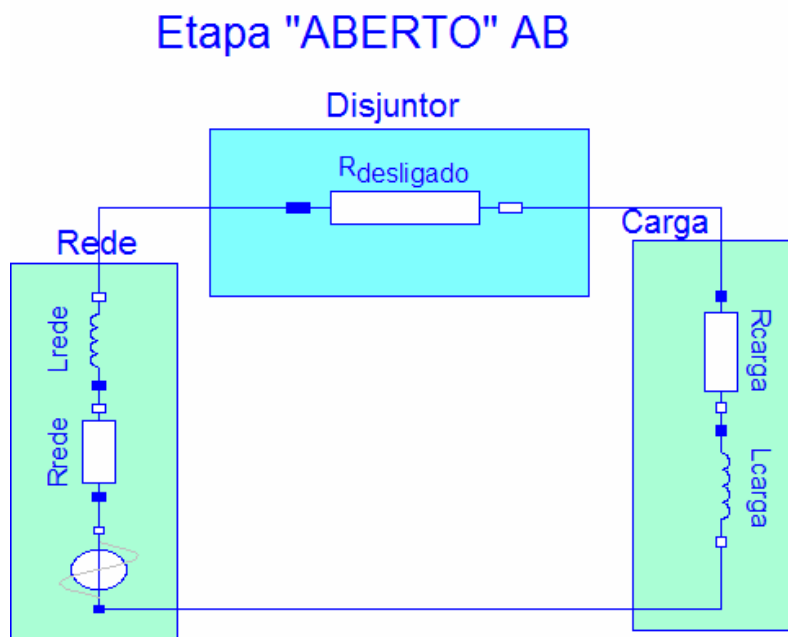 Etapa "ABERTO" AB
Disjuntor
Rdesligado
Rede
Carga
Lrede
Rrede
Rcarga
Lcarga